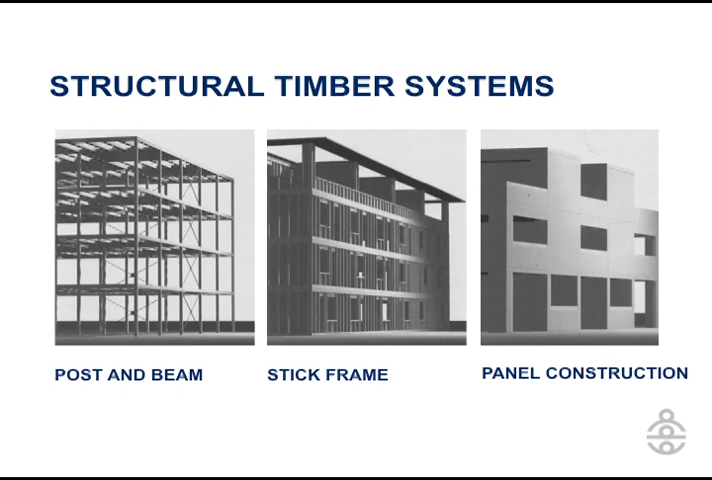 STRUCTURAL TIMBER SYSTEMS
POST AND BEAM
STICK FRAME
PANEL CONSTRUCTION